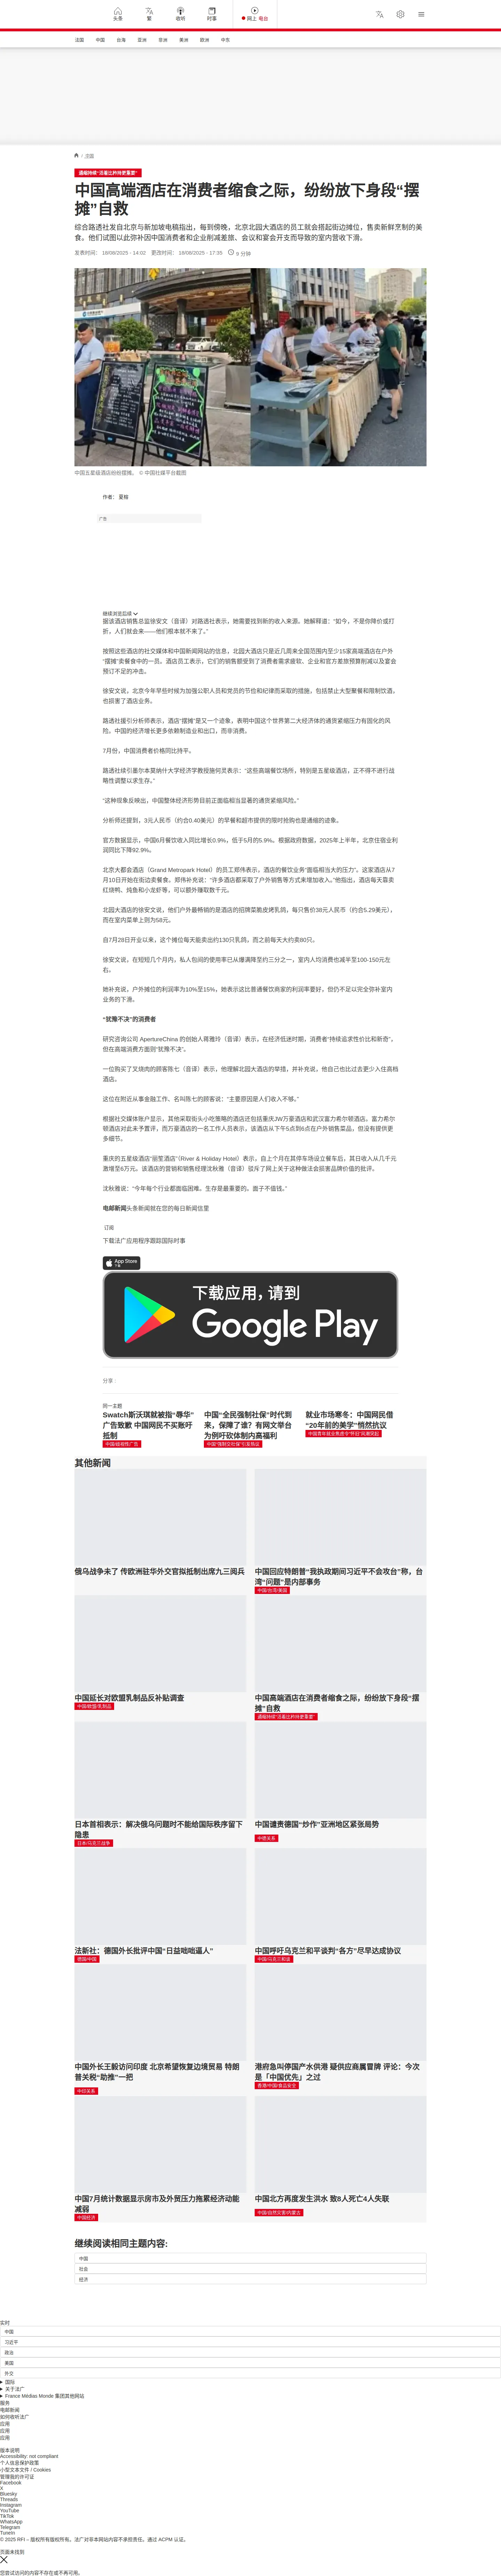 头条
繁
收听
时事
网上 电台
法国
中国
台海
亚洲
非洲
美洲
欧洲
中东
/ 中国
通缩持续“活着比矜持更重要”
中国高端酒店在消费者缩食之际，纷纷放下身段“摆摊”自救
综合路透社发自北京与新加坡电稿指出，每到傍晚，北京北园大酒店的员工就会搭起街边摊位，售卖新鲜烹制的美食。他们试图以此弥补因中国消费者和企业削减差旅、会议和宴会开支而导致的室内营收下滑。
发表时间： 18/08/2025 - 14:02 更改时间： 18/08/2025 - 17:35 6 分钟
中国五星级酒店纷纷摆摊。 © 中国社媒平台截图
作者： 夏榕
广告
继续浏览后续
据该酒店销售总监徐安文（音译）对路透社表示，她需要找到新的收入来源。她解释道：“如今，不是你降价或打折，人们就会来——他们根本就不来了。”
按照这些酒店的社交媒体和中国新闻网站的信息，北园大酒店只是近几周来全国范围内至少15家高端酒店在户外“摆摊”卖餐食中的一员。酒店员工表示，它们的销售额受到了消费者需求疲软、企业和官方差旅预算削减以及宴会预订不足的冲击。
徐安文说，北京今年早些时候为加强公职人员和党员的节俭和纪律而采取的措施，包括禁止大型聚餐和限制饮酒，也损害了酒店业务。
路透社援引分析师表示，酒店“摆摊”是又一个迹象，表明中国这个世界第二大经济体的通货紧缩压力有固化的风险。中国的经济增长更多依赖制造业和出口，而非消费。
7月份，中国消费者价格同比持平。
路透社续引墨尔本莫纳什大学经济学教授施何灵表示：“这些高端餐饮场所，特别是五星级酒店，正不得不进行战略性调整以求生存。”
“这种现象反映出，中国整体经济形势目前正面临相当显著的通货紧缩风险。”
分析师还提到，3元人民币（约合0.40美元）的早餐和超市提供的限时抢购也是通缩的迹象。
官方数据显示，中国6月餐饮收入同比增长0.9%，低于5月的5.9%。根据政府数据，2025年上半年，北京住宿业利润同比下降92.9%。
北京大都会酒店（Grand Metropark Hotel）的员工郑伟表示，酒店的餐饮业务“面临相当大的压力”。这家酒店从7月10日开始在街边卖餐食。郑伟补充说：“许多酒店都采取了户外销售等方式来增加收入。”他指出，酒店每天靠卖红烧鸭、炖鱼和小龙虾等，可以额外赚取数千元。
北园大酒店的徐安文说，他们户外最畅销的是酒店的招牌菜脆皮烤乳鸽，每只售价38元人民币（约合5.29美元），而在室内菜单上则为58元。
自7月28日开业以来，这个摊位每天能卖出约130只乳鸽，而之前每天大约卖80只。
徐安文说，在短短几个月内，私人包间的使用率已从爆满降至约三分之一，室内人均消费也减半至100-150元左右。
她补充说，户外摊位的利润率为10%至15%，她表示这比普通餐饮商家的利润率要好，但仍不足以完全弥补室内业务的下滑。
“犹豫不决”的消费者
研究咨询公司 ApertureChina 的创始人蒋雅玲（音译）表示，在经济低迷时期，消费者“持续追求性价比和新奇”，但在高端消费方面则“犹豫不决”。
一位购买了叉烧肉的顾客陈七（音译）表示，他理解北园大酒店的举措，并补充说，他自己也比过去更少入住高档酒店。
这位在附近从事金融工作、名叫陈七的顾客说：“主要原因是人们收入不够。”
根据社交媒体账户显示，其他采取街头小吃策略的酒店还包括重庆JW万豪酒店和武汉富力希尔顿酒店。富力希尔顿酒店对此未予置评，而万豪酒店的一名工作人员表示，该酒店从下午5点到6点在户外销售菜品，但没有提供更多细节。
重庆的五星级酒店“丽笙酒店”（River & Holiday Hotel）表示，自上个月在其停车场设立餐车后，其日收入从几千元激增至6万元。该酒店的营销和销售经理沈秋雅（音译）驳斥了网上关于这种做法会损害品牌价值的批评。
沈秋雅说：“今年每个行业都面临困难。生存是最重要的。面子不值钱。”
电邮新闻头条新闻就在您的每日新闻信里
订阅
下载法广应用程序跟踪国际时事
App Store
下载应用，请到
Google Play
分享 :
同一主题
Swatch斯沃琪就被指“辱华”广告致歉 中国网民不买账吁抵制
中国/歧视性广告
中国“全民强制社保”时代到来，保障了谁？有网文举台为例吁砍体制内高福利
中国“强制交社保”引发热议
就业市场寒冬：中国网民借“20年前的美学”悄然抗议
中国青年就业焦虑令“怀旧”风潮突起
其他新闻
俄乌战争未了 传欧洲驻华外交官拟抵制出席九三阅兵
中国回应特朗普“我执政期间习近平不会攻台”称，台湾“问题”是内部事务
中国/台湾/美国
中国延长对欧盟乳制品反补贴调查
中国/欧盟/乳制品
中国高端酒店在消费者缩食之际，纷纷放下身段“摆摊”自救
通缩持续“活着比矜持更重要”
日本首相表示：解决俄乌问题时不能给国际秩序留下隐患
日本/乌克兰战争
中国谴责德国“炒作”亚洲地区紧张局势
中德关系
法新社：德国外长批评中国“日益咄咄逼人”
德国/中国
中国呼吁乌克兰和平谈判“各方”尽早达成协议
中国/乌克兰和谈
中国外长王毅访问印度 北京希望恢复边境贸易 特朗普关税“助推”一把
中印关系
港府急叫停国产水供港 疑供应商属冒牌 评论：今次是「中国优先」之过
香港/中国/食品安全
中国7月统计数据显示房市及外贸压力拖累经济动能减弱
中国经济
中国北方再度发生洪水 致8人死亡4人失联
中国/自然灾害/内蒙古
继续阅读相同主题内容:
中国
社会
经济
实时
中国
习近平
政治
美国
外交
国际
关于法广
France Médias Monde 集团其他网站
服务
电邮新闻
如何收听法广
应用
应用
应用
版本说明
Accessibility: not compliant
个人信息保护政策
小型文本文件 / Cookies
管理我的许可证
Facebook
X
Bluesky
Threads
Instagram
YouTube
TikTok
WhatsApp
Telegram
TuneIn
© 2025 RFI – 版权所有版权所有。法广对非本网站内容不承担责任。通过 ACPM 认证。
页面未找到
您尝试访问的内容不存在或不再可用。